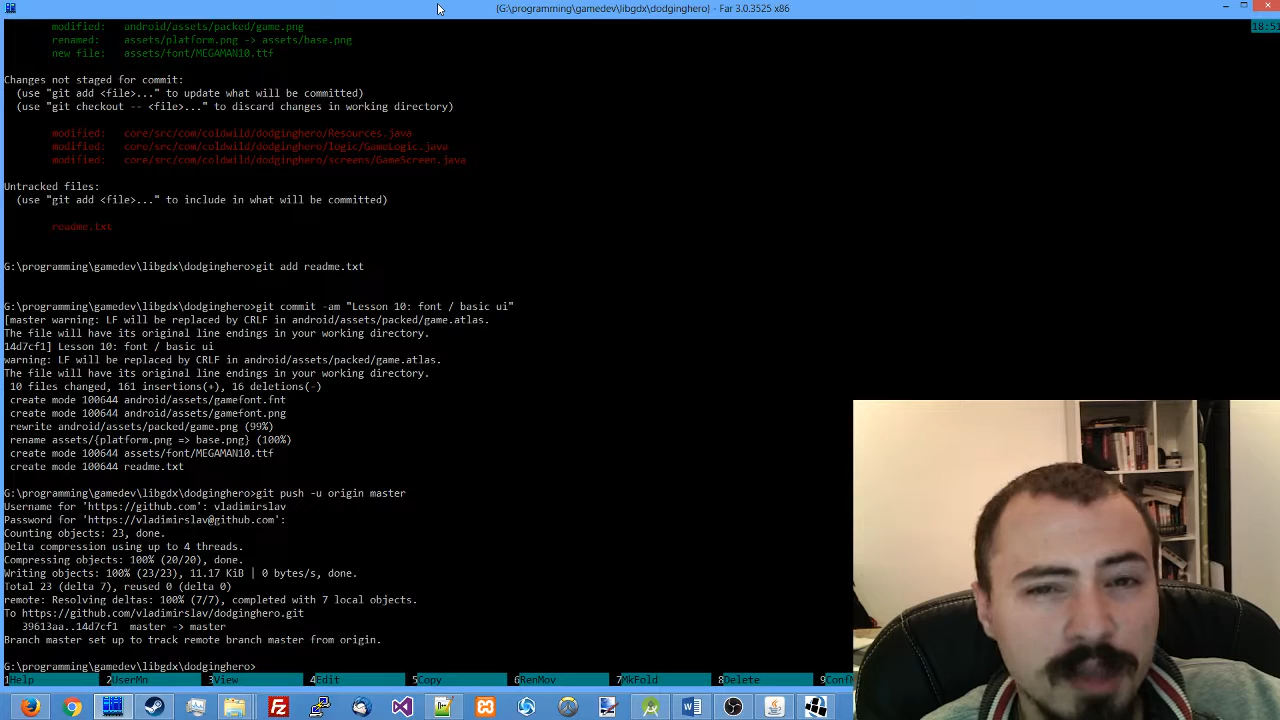 (G:\programming\gamedev\libgdx\dodginghero) - Far 3.0.3525 x86
18:51
modified:   android/assets/packed/game.png
renamed:    assets/platform.png -> assets/base.png
new file:   assets/font/MEGAMAN10.ttf
Changes not staged for commit:
(use "git add <file>..." to update what will be committed)
(use "git checkout -- <file>..." to discard changes in working directory)
modified:   core/src/com/coldwild/dodginghero/Resources.java
modified:   core/src/com/coldwild/dodginghero/logic/GameLogic.java
modified:   core/src/com/coldwild/dodginghero/screens/GameScreen.java
Untracked files:
(use "git add <file>..." to include in what will be committed)
readme.txt
G:\programming\gamedev\libgdx\dodginghero>git add readme.txt
G:\programming\gamedev\libgdx\dodginghero>git commit -am "Lesson 10: font / basic ui"
[master warning: LF will be replaced by CRLF in android/assets/packed/game.atlas.
The file will have its original line endings in your working directory.
14d7cf1] Lesson 10: font / basic ui
warning: LF will be replaced by CRLF in android/assets/packed/game.atlas.
The file will have its original line endings in your working directory.
10 files changed, 161 insertions(+), 16 deletions(-)
create mode 100644 android/assets/gamefont.fnt
create mode 100644 android/assets/gamefont.png
rewrite android/assets/packed/game.png (99%)
rename assets/{platform.png => base.png} (100%)
create mode 100644 assets/font/MEGAMAN10.ttf
create mode 100644 readme.txt
G:\programming\gamedev\libgdx\dodginghero>git push -u origin master
Username for 'https://github.com': vladimirslav
Password for 'https://vladimirslav@github.com':
Counting objects: 23, done.
Delta compression using up to 4 threads.
Compressing objects: 100% (20/20), done.
Writing objects: 100% (23/23), 11.17 KiB | 0 bytes/s, done.
Total 23 (delta 7), reused 0 (delta 0)
remote: Resolving deltas: 100% (7/7), completed with 7 local objects.
To https://github.com/vladimirslav/dodginghero.git
39613aa..14d7cf1  master -> master
Branch master set up to track remote branch master from origin.
G:\programming\gamedev\libgdx\dodginghero>
1Help 2UserMn 3View 4Edit 5Copy 6RenMov 7MkFold 8Delete 9ConfM